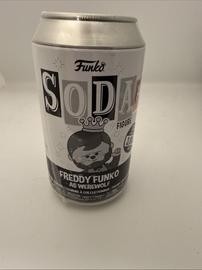 Funko
SODA
FIGURE
FREDDY FUNKO
AS WEREWOLF